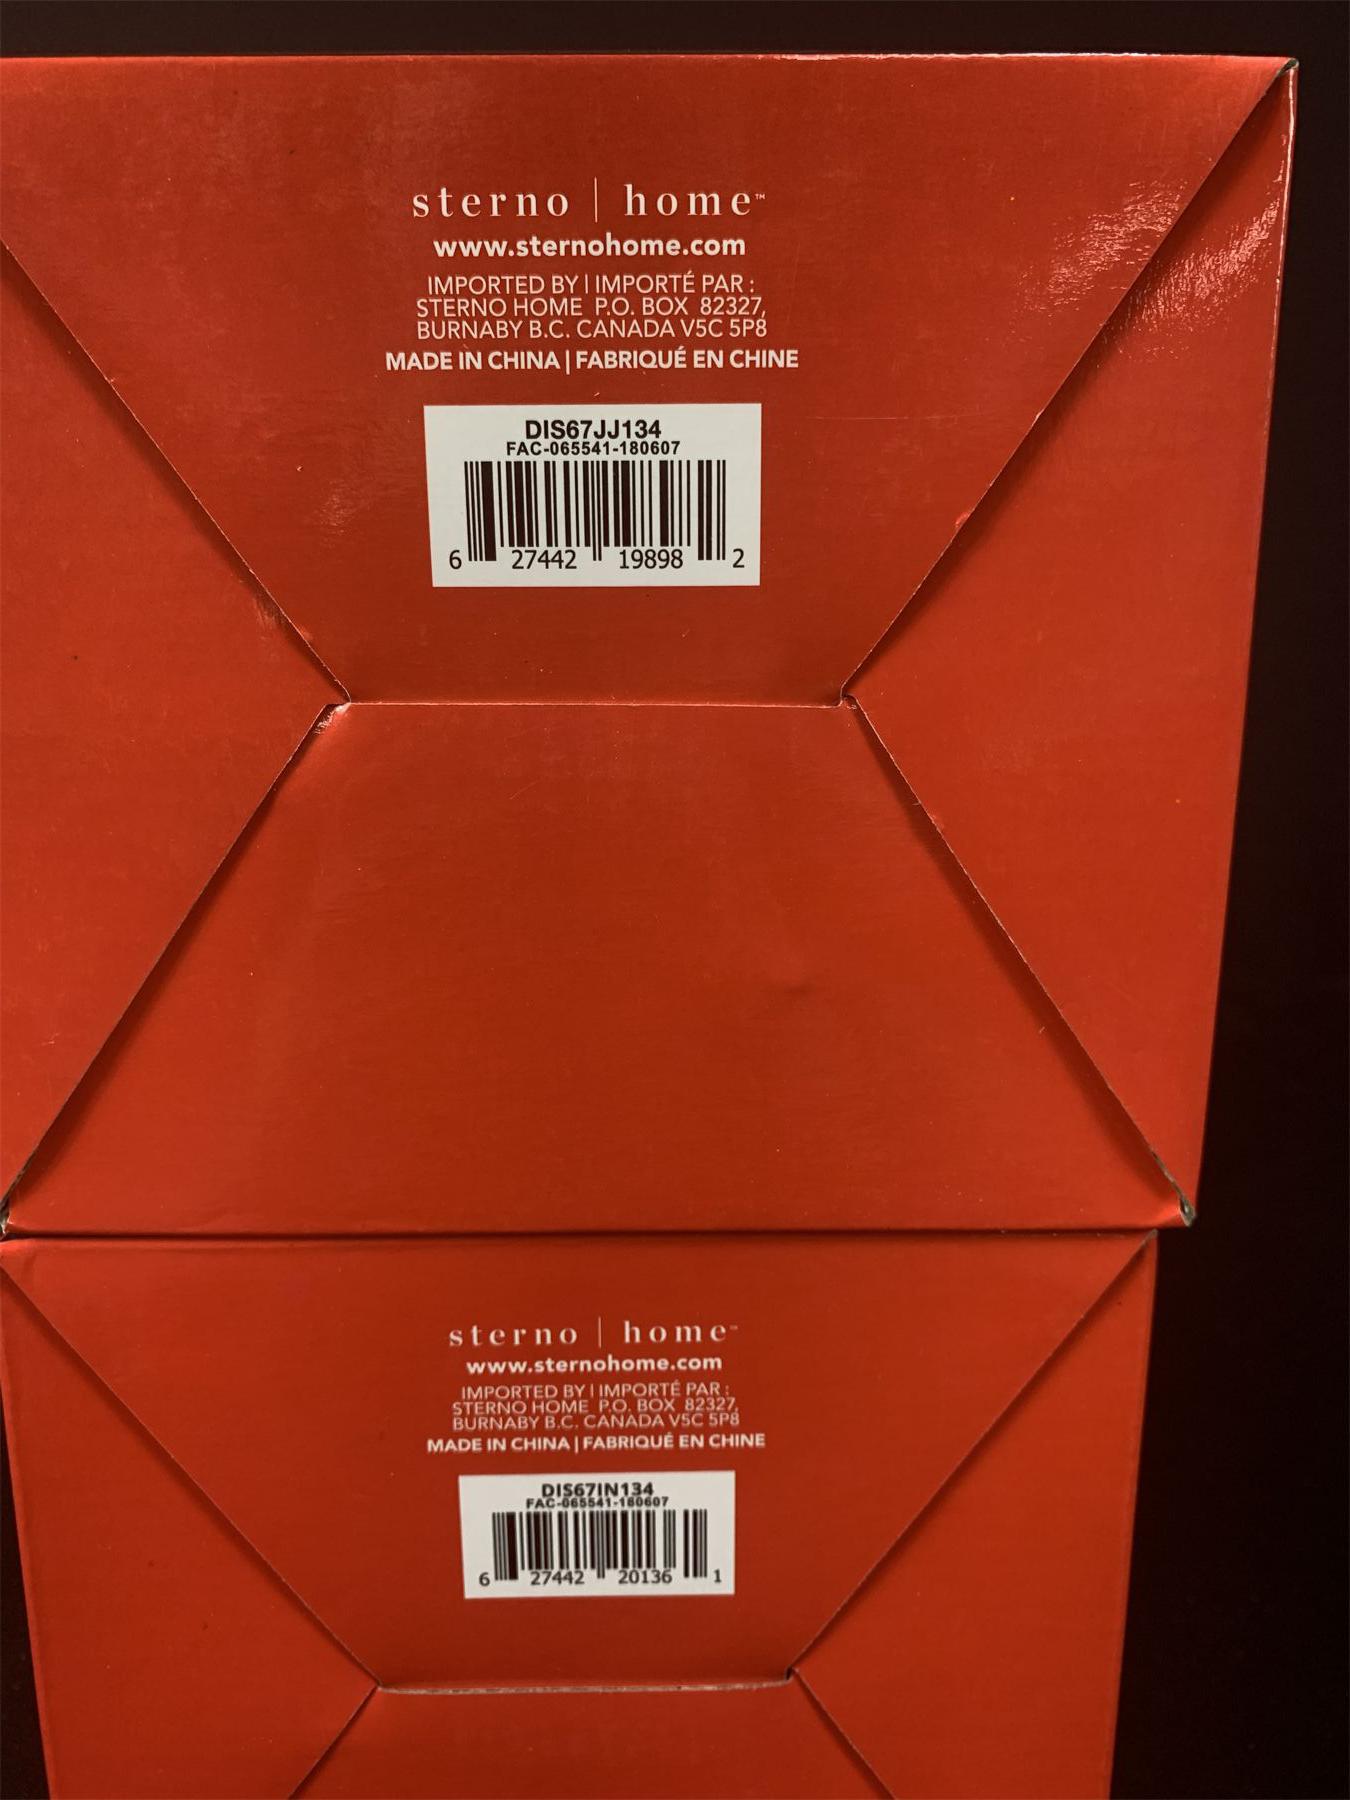 sterno | home™
www.sternohome.com
IMPORTED BY | IMPORTÉ PAR :
STERNO HOME P.O. BOX 82327,
BURNABY B.C. CANADA V5C 5P8
MADE IN CHINA | FABRIQUÉ EN CHINE
DIS67JJ134
FAC-065541-180607
6 27442 19898 2
sterno | home™
www.sternohome.com
IMPORTED BY | IMPORTÉ PAR :
STERNO HOME P.O. BOX 82327,
BURNABY B.C. CANADA V5C 5P8
MADE IN CHINA | FABRIQUÉ EN CHINE
DIS67IN134
FAC-065541-180607
6 27442 20136 1